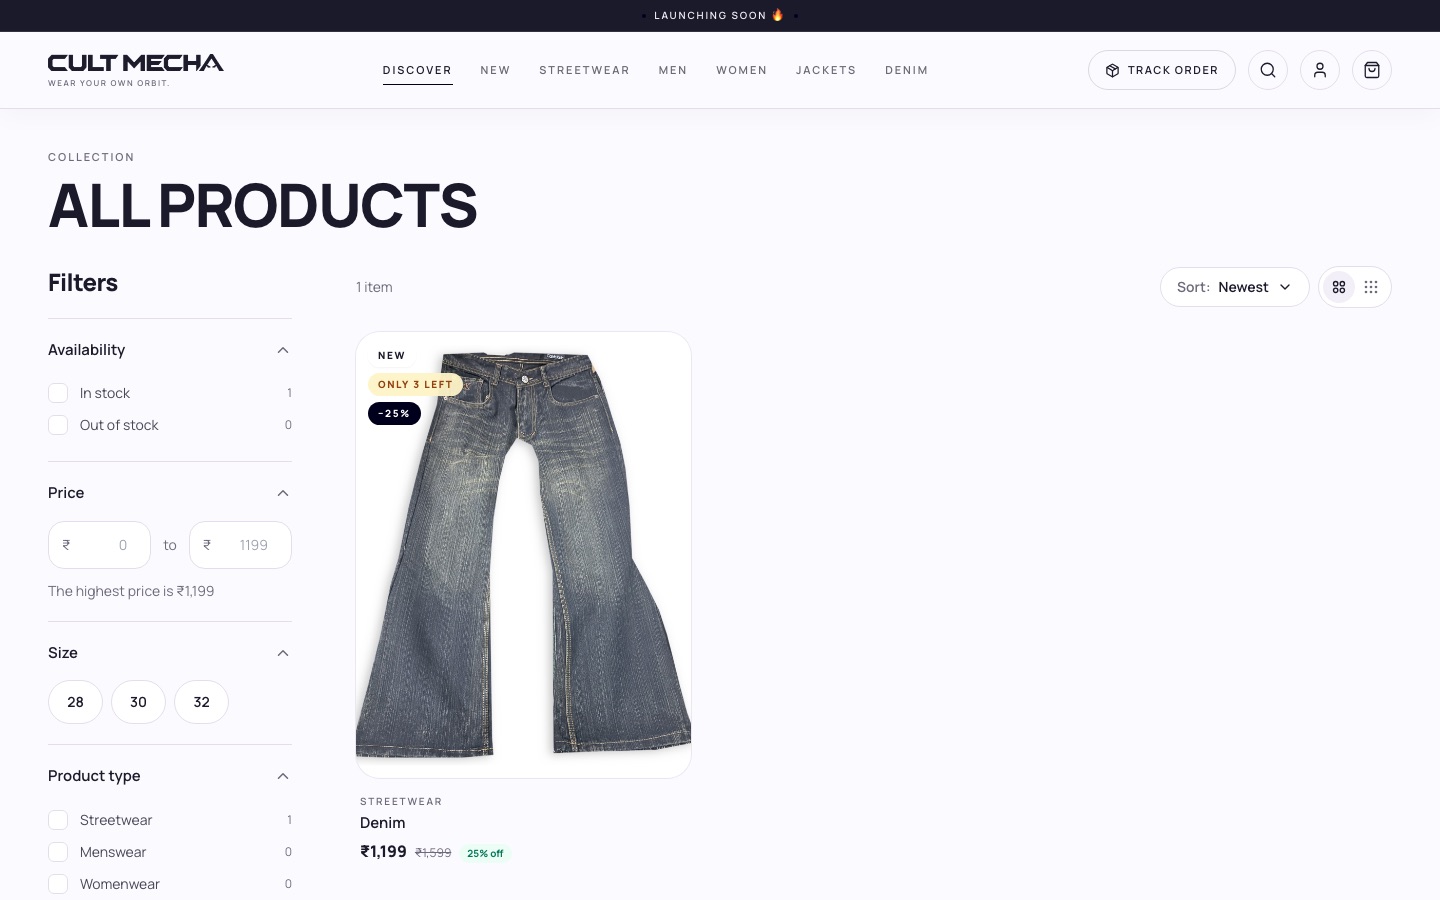 LAUNCHING SOON 🔥
CULT MECHA
WEAR YOUR OWN ORBIT.
DISCOVER
NEW
STREETWEAR
MEN
WOMEN
JACKETS
DENIM
TRACK ORDER
COLLECTION
ALL PRODUCTS
Filters
1 item
Sort: Newest
Availability
In stock 1
Out of stock 0
Price
₹ 0 to ₹ 1199
The highest price is ₹1,199
Size
28 30 32
Product type
Streetwear 1
Menswear 0
Womenwear 0
NEW
ONLY 3 LEFT
−25%
STREETWEAR
Denim
₹1,199 ₹1,599 25% off